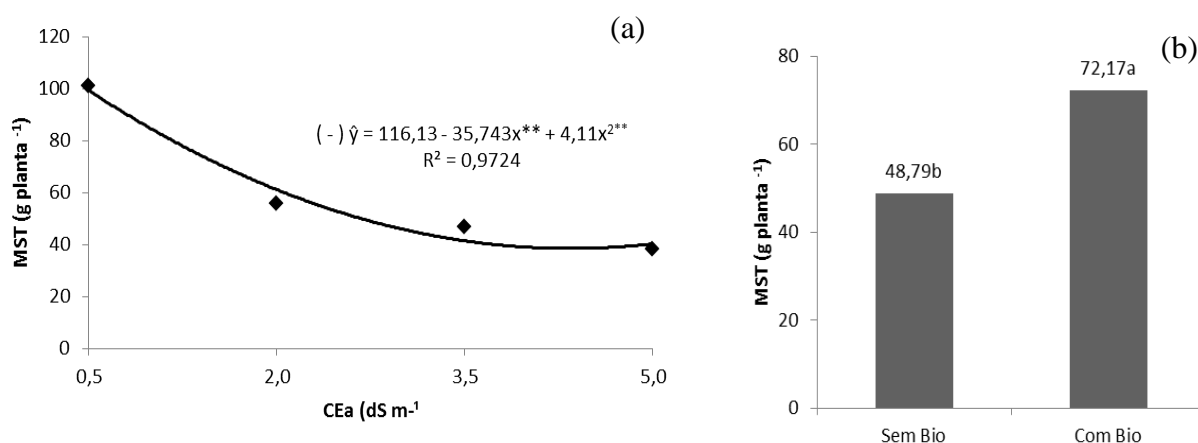 (a)
MST (g planta -1)
120
100
80
60
40
20
0
( - ) ŷ = 116,13 - 35,743x** + 4,11x²**
R² = 0,9724
0,5
2,0
3,5
5,0
CEa (dS m-¹
(b)
MST (g planta -1)
80
60
40
20
0
48,79b
72,17a
Sem Bio
Com Bio